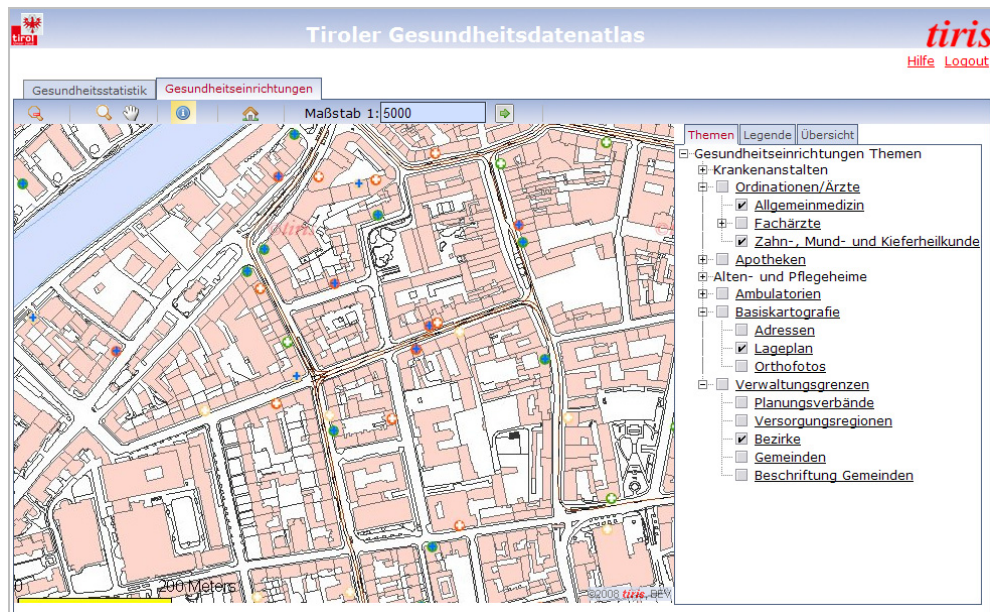 tirol
Tiroler Gesundheitsdatenatlas
tiris
Hilfe Logout
Gesundheitsstatistik Gesundheitseinrichtungen
Maßstab 1: 5000
Themen Legende Übersicht
Gesundheitseinrichtungen Themen
Krankenanstalten
Ordinationen/Ärzte
Allgemeinmedizin
Fachärzte
Zahn-, Mund- und Kieferheilkunde
Apotheken
Alten- und Pflegeheime
Ambulatorien
Basiskartografie
Adressen
Lageplan
Orthofotos
Verwaltungsgrenzen
Planungsverbände
Versorgungsregionen
Bezirke
Gemeinden
Beschriftung Gemeinden
©tiris
0 200 Meters
©2008 tiris, BEV